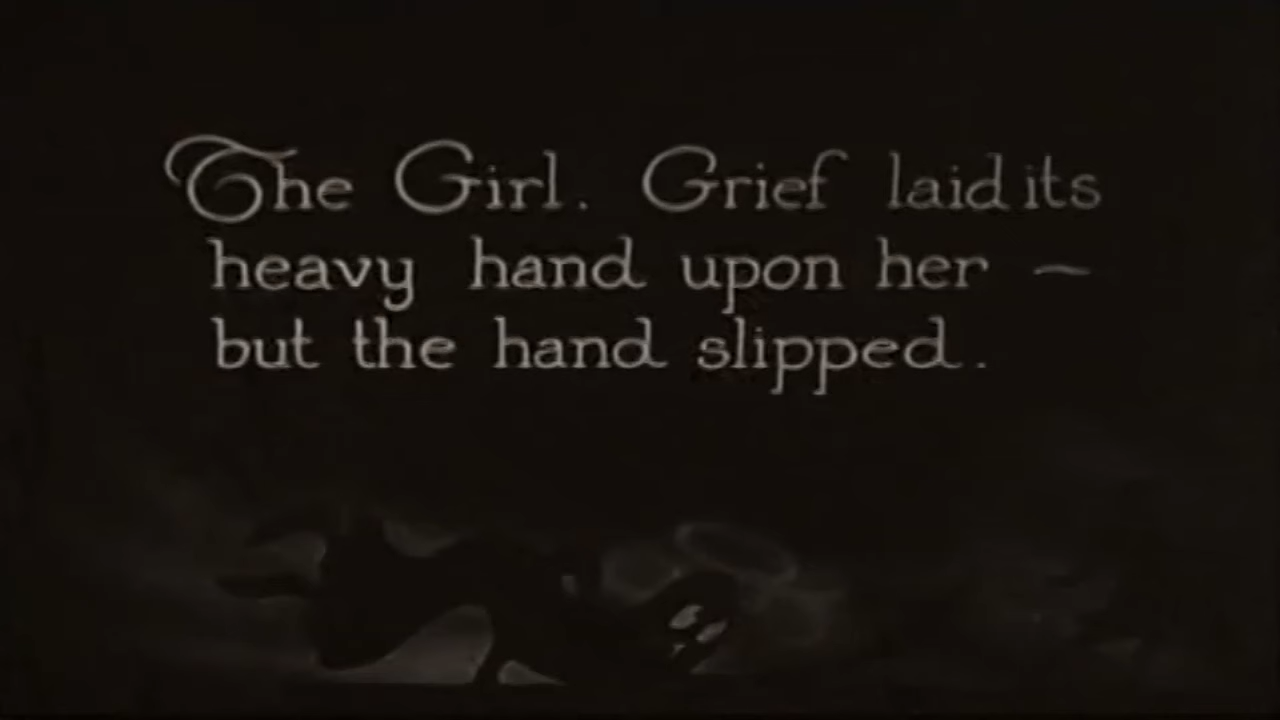 The Girl. Grief laid its
heavy hand upon her —
but the hand slipped.